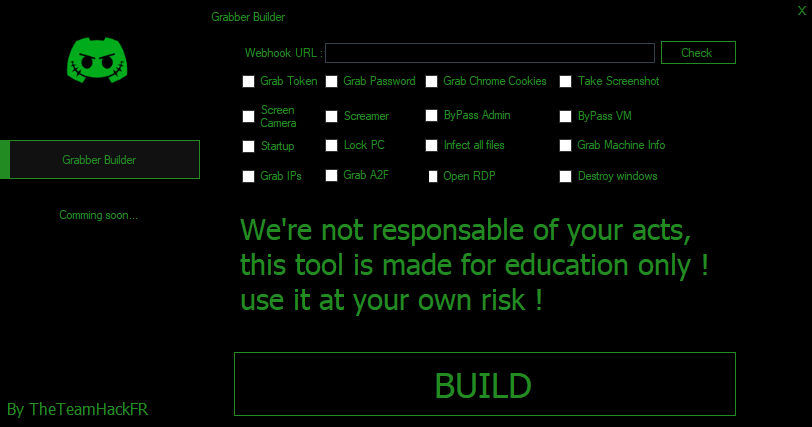 Grabber Builder
X
Webhook URL :
Check
Grab Token
Grab Password
Grab Chrome Cookies
Take Screenshot
Screen
Camera
Screamer
ByPass Admin
ByPass VM
Startup
Lock PC
Infect all files
Grab Machine Info
Grab IPs
Grab A2F
Open RDP
Destroy windows
Grabber Builder
Comming soon...
We're not responsable of your acts,
this tool is made for education only !
use it at your own risk !
BUILD
By TheTeamHackFR